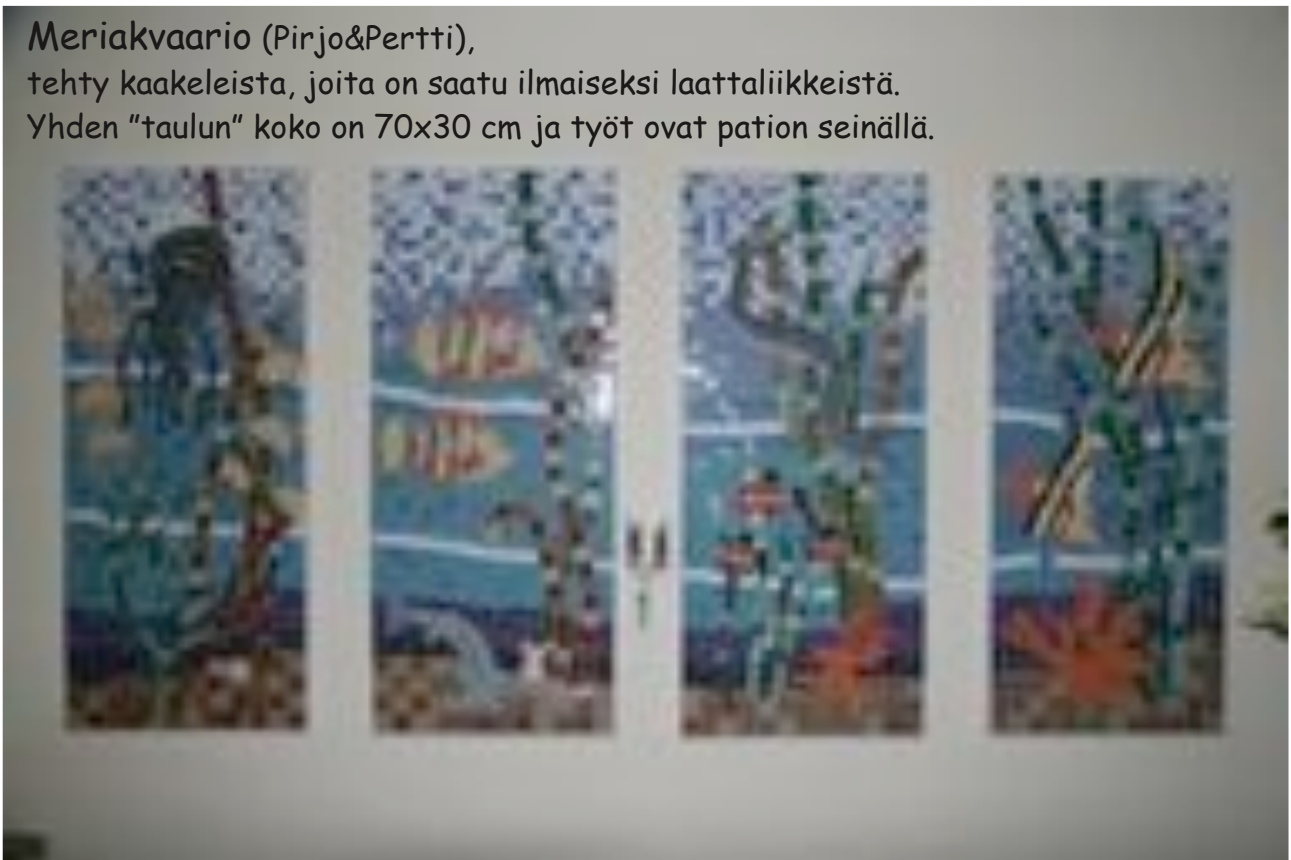 Meriakvaario (Pirjo&Pertti),
tehty kaakeleista, joita on saatu ilmaiseksi laattaliikkeistä.
Yhden "taulun" koko on 70x30 cm ja työt ovat pation seinällä.